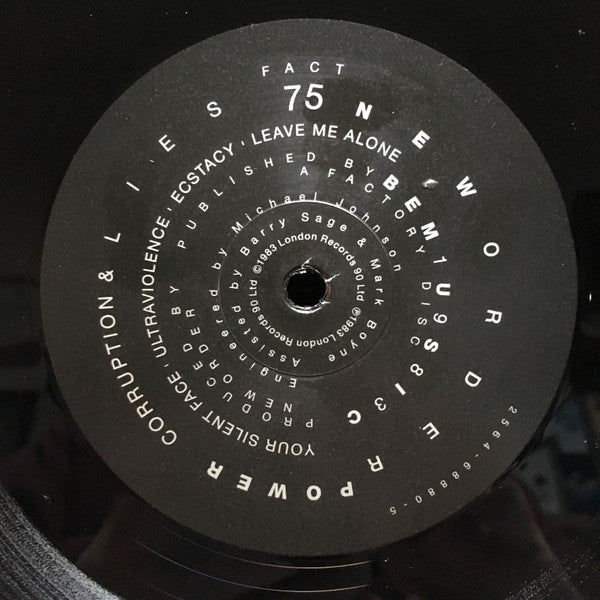 FACT
75
NEW ORDER
POWER CORRUPTION & LIES
YOUR SILENT FACE ' ULTRAVIOLENCE ' ECSTACY ' LEAVE ME ALONE
PUBLISHED BY
BEMUSIC
1983
A FACTORY DISC
PRODUCED BY
NEW ORDER
Engineered by Michael Johnson
Assisted by Barry Sage & Mark Boyne
©1983 London Records 90 Ltd
℗1983 London Records 90 Ltd
2564-68880-5